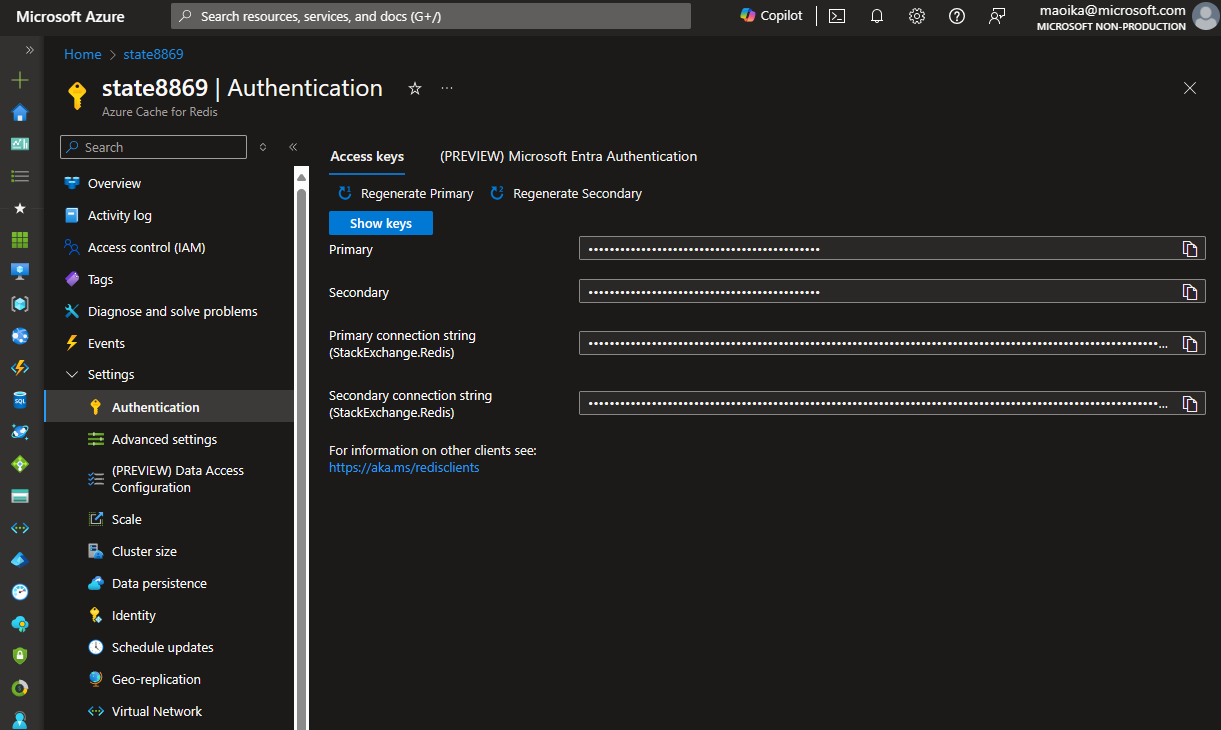 Microsoft Azure
Search resources, services, and docs (G+/)
Copilot
maoika@microsoft.com
MICROSOFT NON-PRODUCTION
Home > state8869
state8869 | Authentication
Azure Cache for Redis
Search
Overview
Activity log
Access control (IAM)
Tags
Diagnose and solve problems
Events
Settings
Authentication
Advanced settings
(PREVIEW) Data Access
Configuration
Scale
Cluster size
Data persistence
Identity
Schedule updates
Geo-replication
Virtual Network
Access keys
(PREVIEW) Microsoft Entra Authentication
Regenerate Primary
Regenerate Secondary
Show keys
Primary
Secondary
Primary connection string
(StackExchange.Redis)
Secondary connection string
(StackExchange.Redis)
For information on other clients see:
https://aka.ms/redisclients